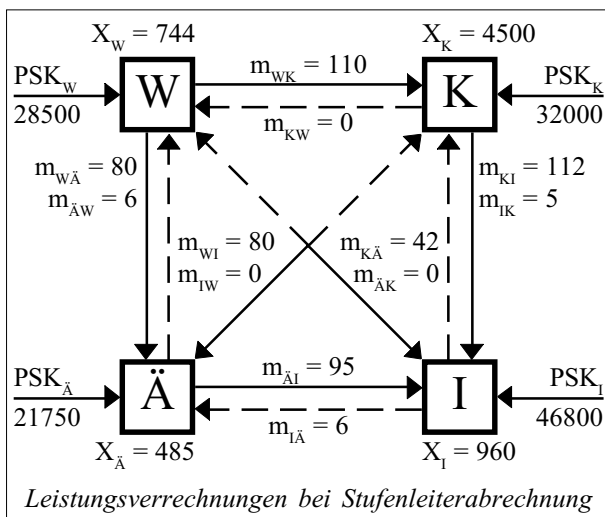 X_W = 744
X_K = 4500
PSK_W
28500
W
m_WK = 110
m_KW = 0
K
PSK_K
32000
m_WÄ = 80
m_ÄW = 6
m_KI = 112
m_IK = 5
m_WI = 80
m_IW = 0
m_KÄ = 42
m_ÄK = 0
PSK_Ä
21750
Ä
m_ÄI = 95
m_IÄ = 6
I
PSK_I
46800
X_Ä = 485
X_I = 960
Leistungsverrechnungen bei Stufenleiterabrechnung